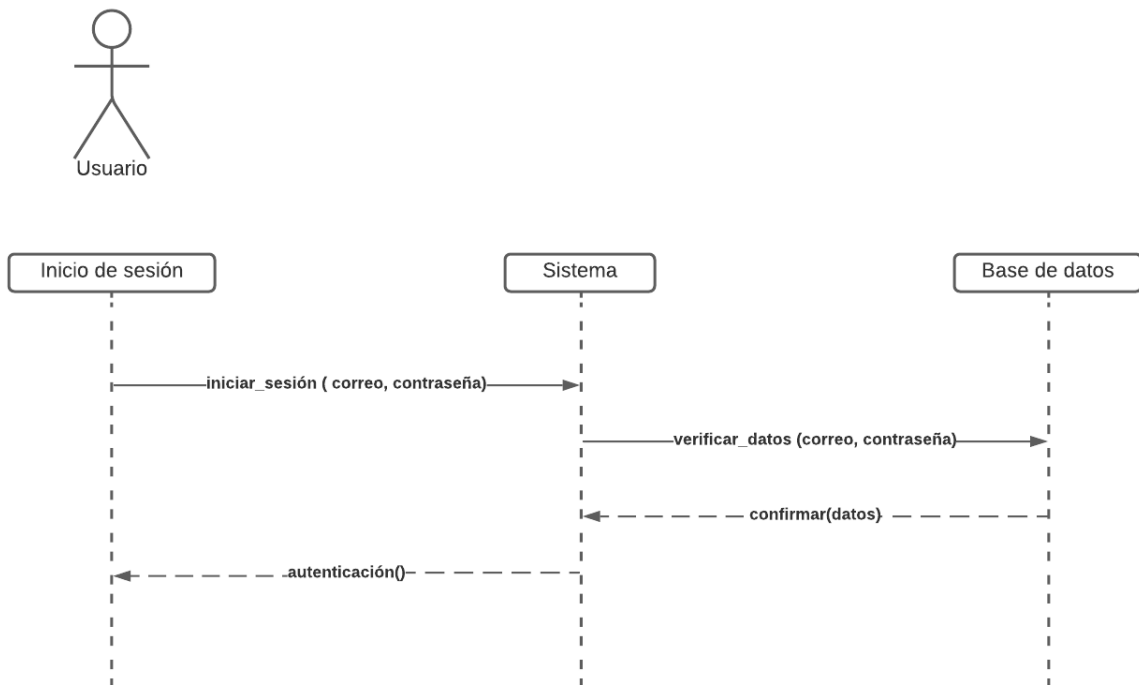 Usuario
Inicio de sesión
Sistema
Base de datos
iniciar_sesión ( correo, contraseña)
verificar_datos (correo, contraseña)
confirmar(datos)
autenticación()